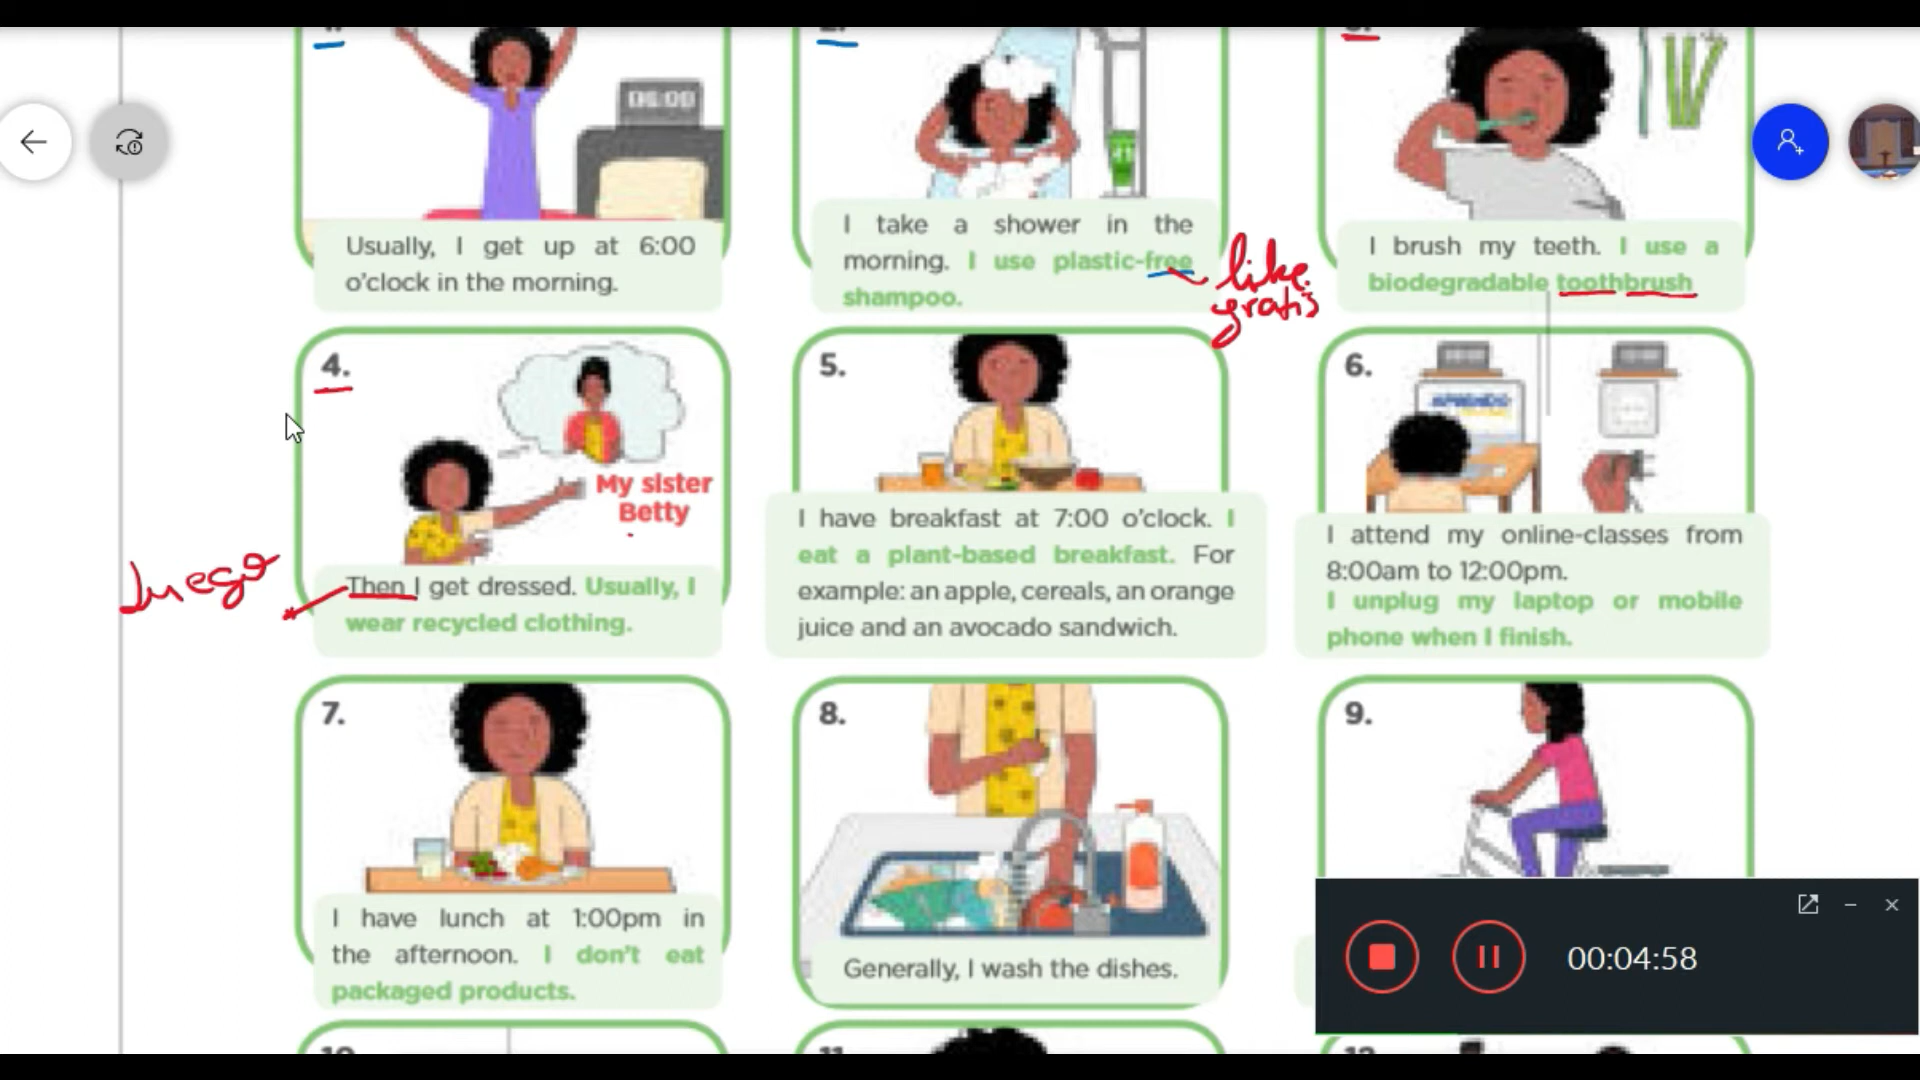 06:00
Usually, I get up at 6:00
o'clock in the morning.
I take a shower in the
morning. I use plastic-free
shampoo.
like
gratis
I brush my teeth. I use a
biodegradable toothbrush
4.
My sister
Betty
luego
Then I get dressed. Usually, I
wear recycled clothing.
5.
I have breakfast at 7:00 o'clock. I
eat a plant-based breakfast. For
example: an apple, cereals, an orange
juice and an avocado sandwich.
6.
APRENDO
I attend my online-classes from
8:00am to 12:00pm.
I unplug my laptop or mobile
phone when I finish.
7.
I have lunch at 1:00pm in
the afternoon. I don't eat
packaged products.
8.
Generally, I wash the dishes.
9.
00:04:58